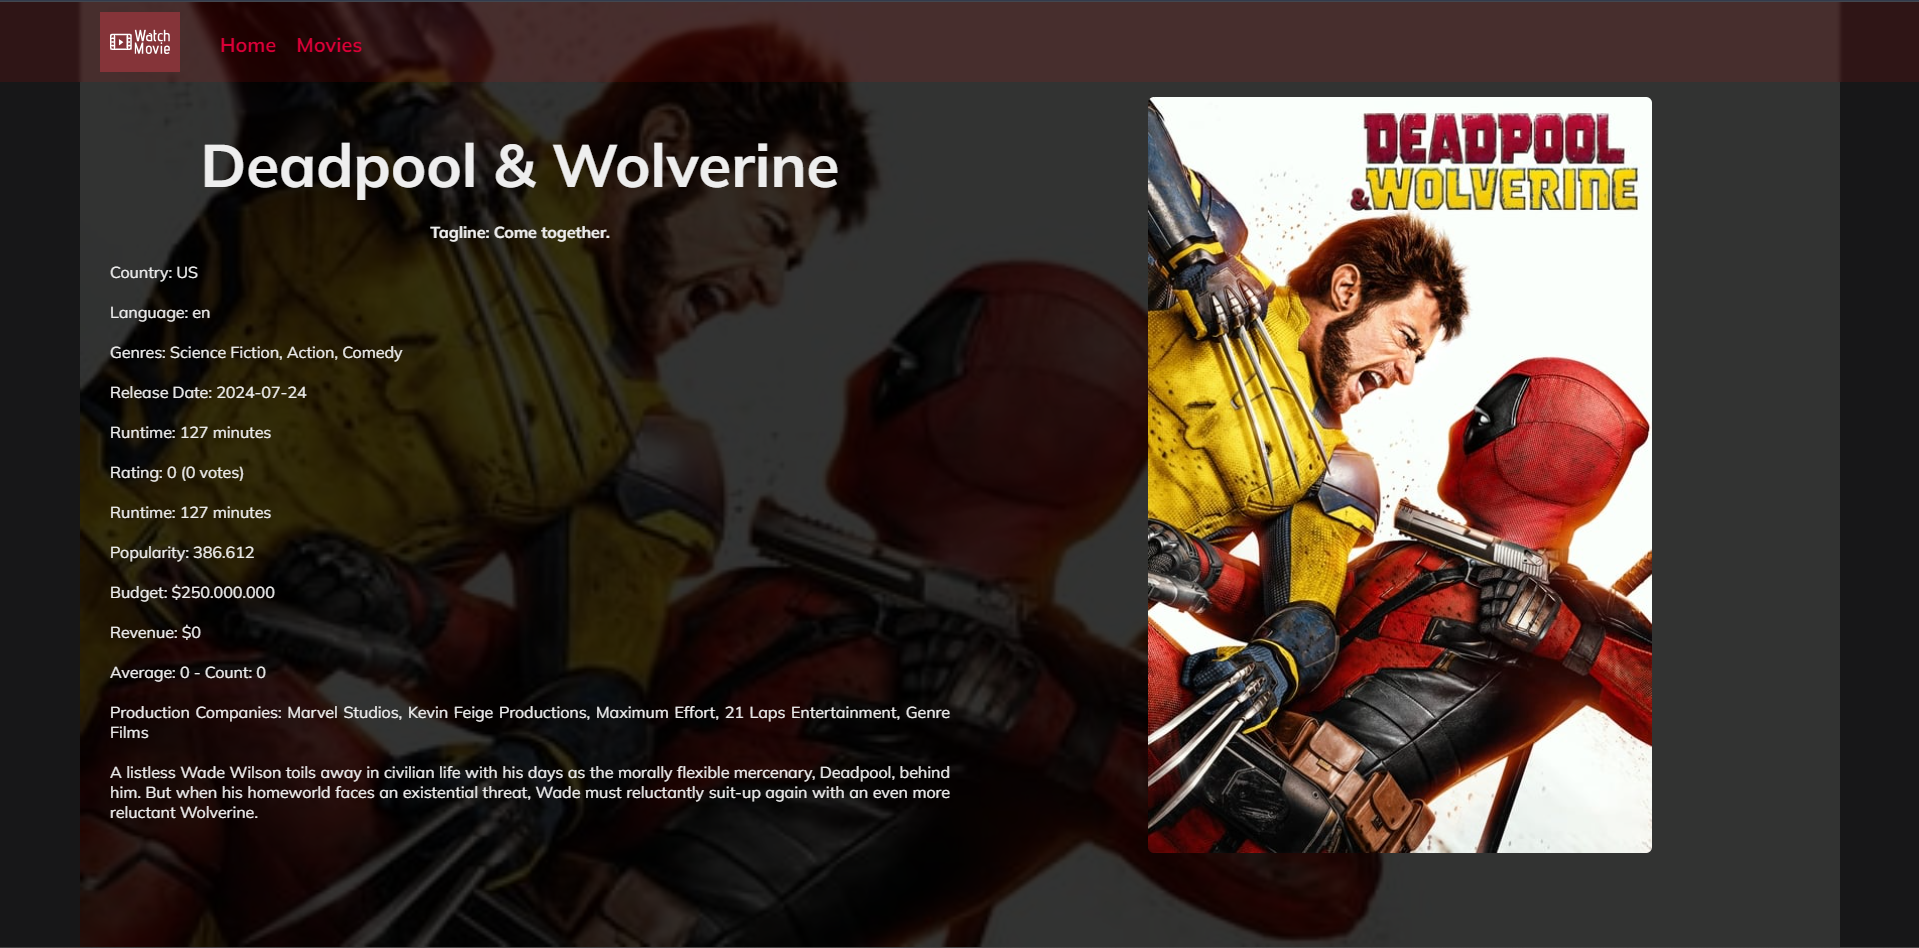 Watch
Movie
Home Movies
Deadpool & Wolverine
Tagline: Come together.
Country: US
Language: en
Genres: Science Fiction, Action, Comedy
Release Date: 2024-07-24
Runtime: 127 minutes
Rating: 0 (0 votes)
Runtime: 127 minutes
Popularity: 386.612
Budget: $250.000.000
Revenue: $0
Average: 0 - Count: 0
Production Companies: Marvel Studios, Kevin Feige Productions, Maximum Effort, 21 Laps Entertainment, Genre
Films
A listless Wade Wilson toils away in civilian life with his days as the morally flexible mercenary, Deadpool, behind
him. But when his homeworld faces an existential threat, Wade must reluctantly suit-up again with an even more
reluctant Wolverine.
DEADPOOL
&WOLVERINE